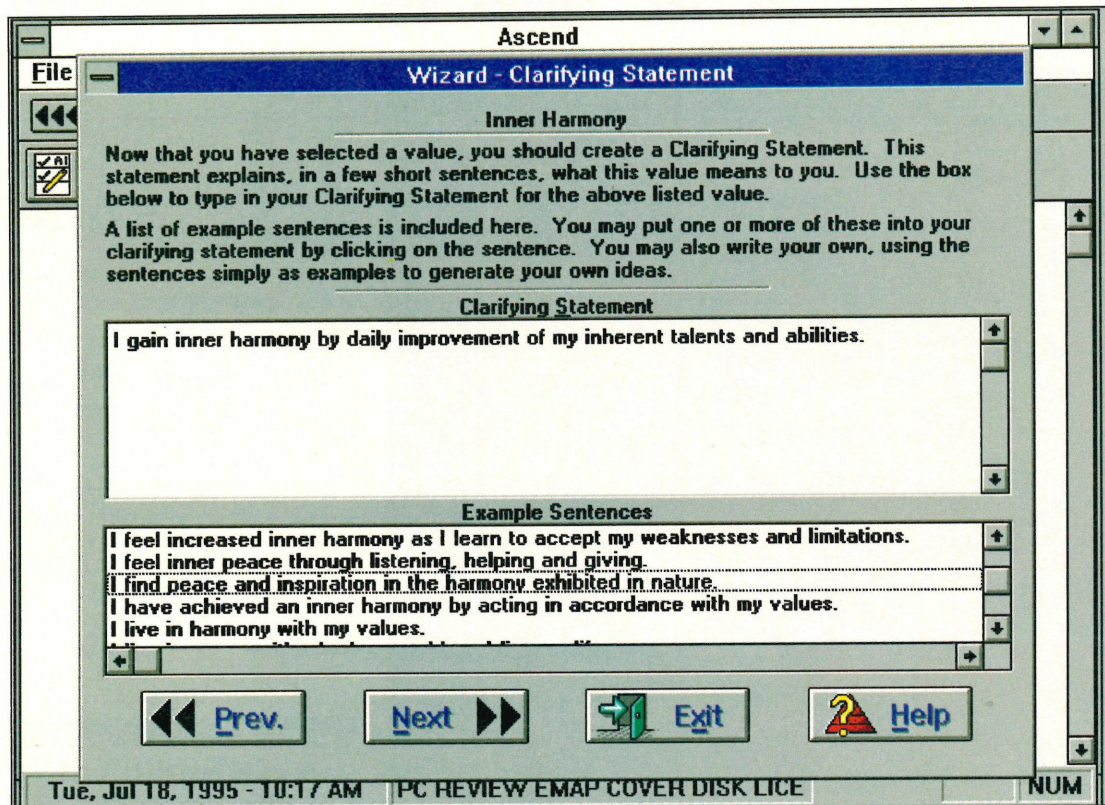 Ascend
File
Wizard - Clarifying Statement
Inner Harmony
Now that you have selected a value, you should create a Clarifying Statement. This
statement explains, in a few short sentences, what this value means to you. Use the box
below to type in your Clarifying Statement for the above listed value.
A list of example sentences is included here. You may put one or more of these into your
clarifying statement by clicking on the sentence. You may also write your own, using the
sentences simply as examples to generate your own ideas.
Clarifying Statement
I gain inner harmony by daily improvement of my inherent talents and abilities.
Example Sentences
I feel increased inner harmony as I learn to accept my weaknesses and limitations.
I feel inner peace through listening, helping and giving.
I find peace and inspiration in the harmony exhibited in nature.
I have achieved an inner harmony by acting in accordance with my values.
I live in harmony with my values.
Prev.
Next
Exit
Help
Tue, Jul 18, 1995 - 10:17 AM
PC REVIEW EMAP COVER DISK LICE
NUM